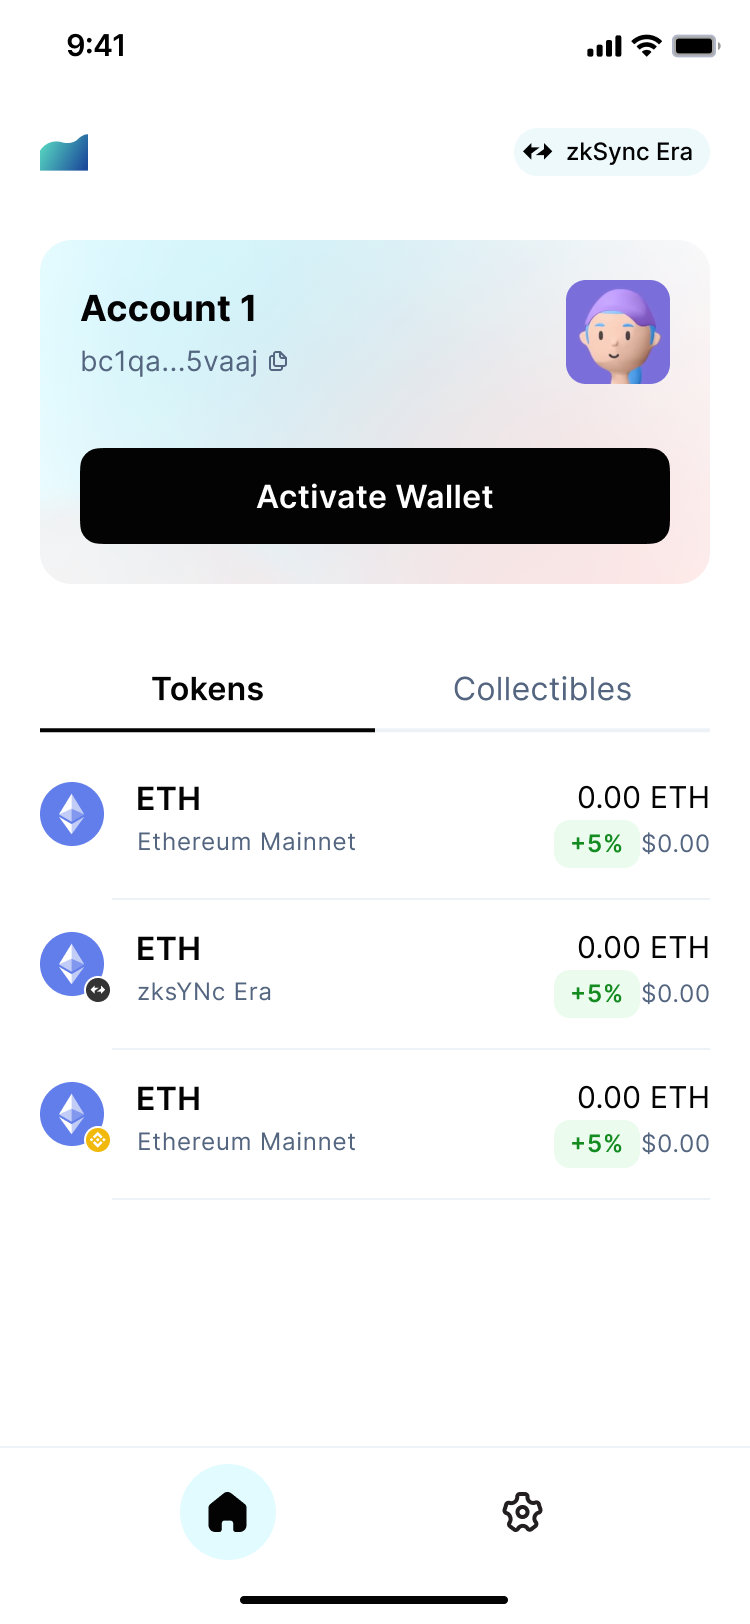 9:41
zkSync Era
Account 1
bc1qa...5vaaj
Activate Wallet
Tokens
Collectibles
ETH
0.00 ETH
Ethereum Mainnet
+5% $0.00
ETH
0.00 ETH
zksYNc Era
+5% $0.00
ETH
0.00 ETH
Ethereum Mainnet
+5% $0.00